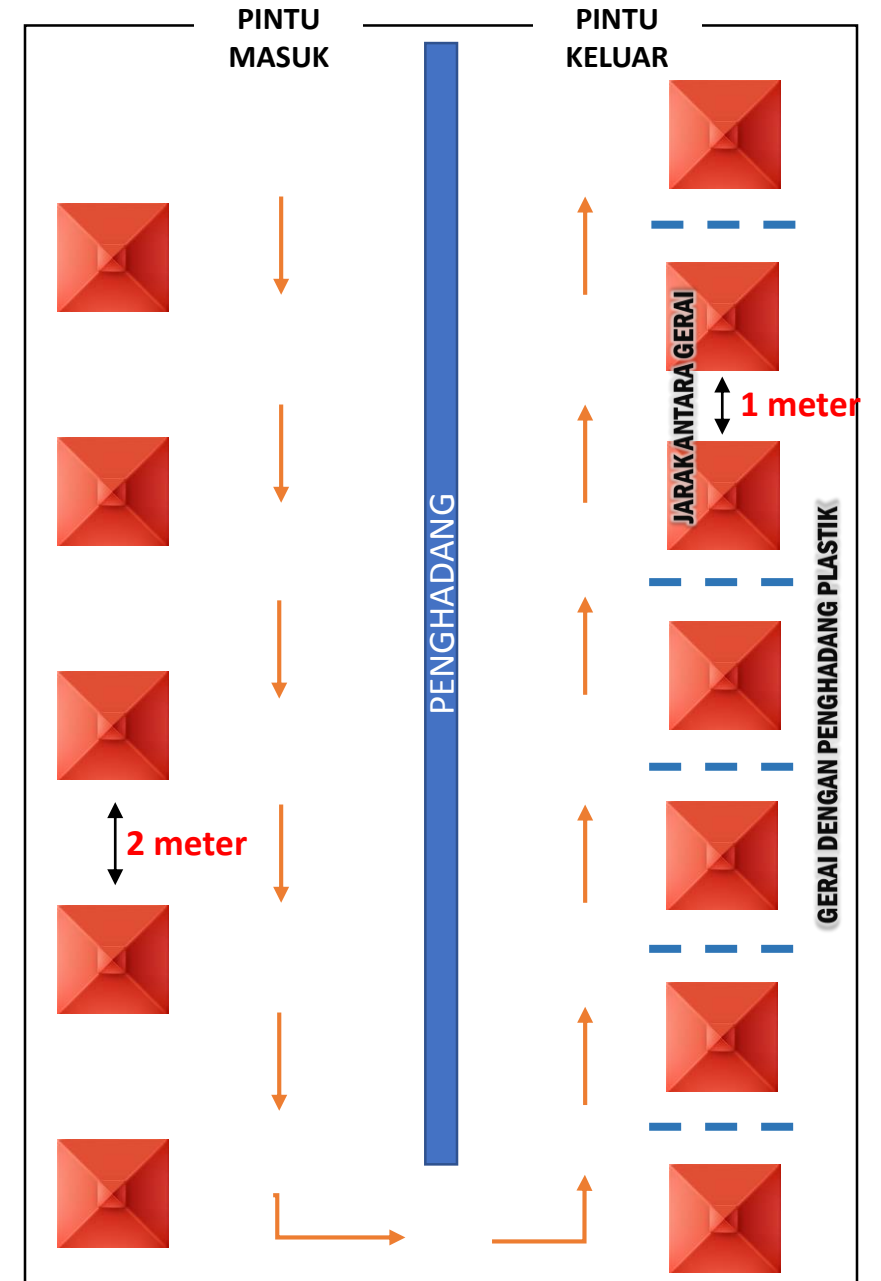 PINTU
MASUK
PINTU
KELUAR
JARAK ANTARA GERAI
1 meter
PENGHADANG
GERAI DENGAN PENGHADANG PLASTIK
2 meter